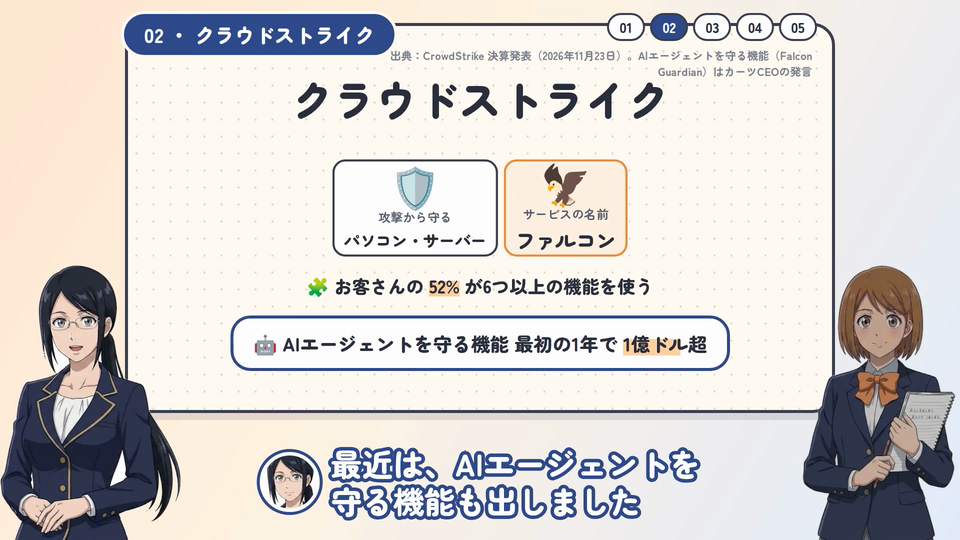 02 ・ クラウドストライク
01 02 03 04 05
出典：CrowdStrike 決算発表（2026年11月23日）。AIエージェントを守る機能（Falcon
Guardian）はカーツCEOの発言
クラウドストライク
攻撃から守る
パソコン・サーバー
サービスの名前
ファルコン
お客さんの 52% が6つ以上の機能を使う
AIエージェントを守る機能 最初の1年で 1億ドル超
最近は、AIエージェントを
守る機能も出しました